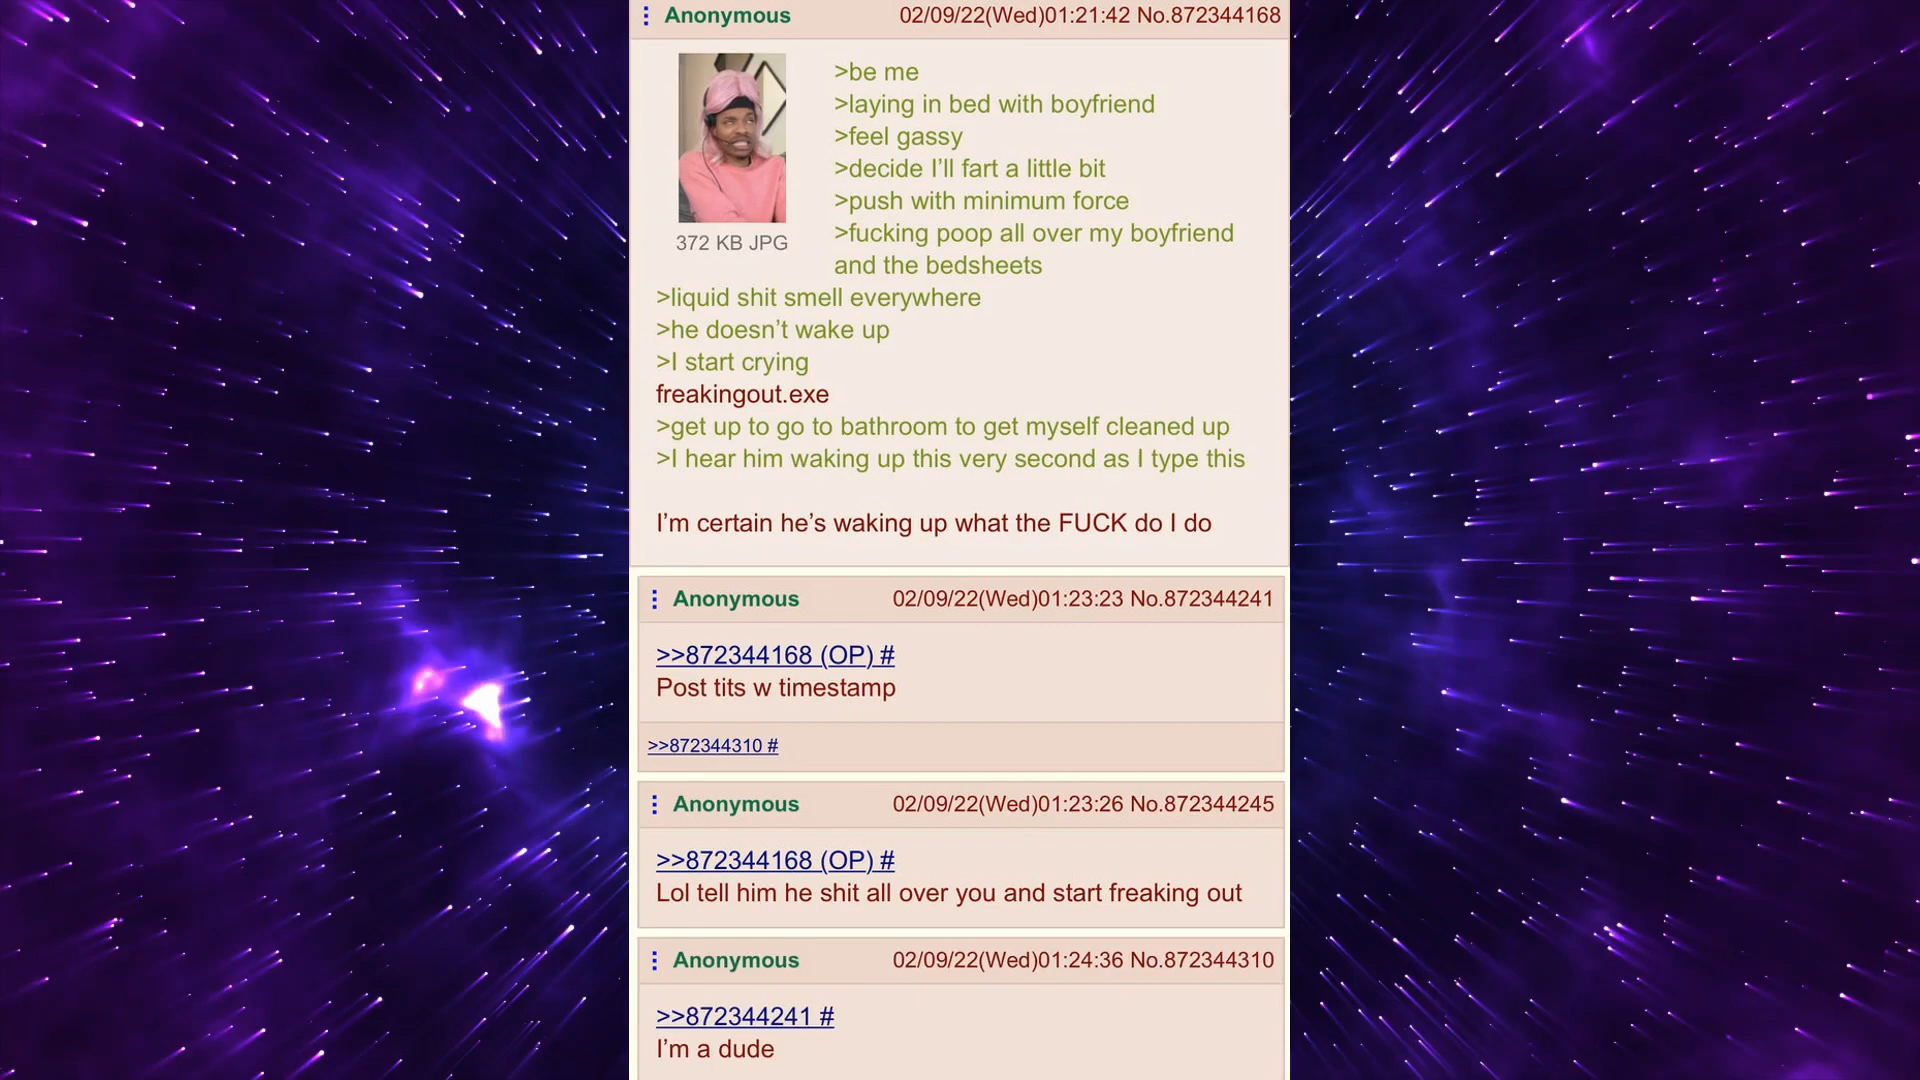 Anonymous 02/09/22(Wed)01:21:42 No.872344168
>be me
>laying in bed with boyfriend
>feel gassy
>decide I’ll fart a little bit
>push with minimum force
>fucking poop all over my boyfriend
and the bedsheets
372 KB JPG
>liquid shit smell everywhere
>he doesn’t wake up
>I start crying
freakingout.exe
>get up to go to bathroom to get myself cleaned up
>I hear him waking up this very second as I type this
I’m certain he’s waking up what the FUCK do I do
Anonymous 02/09/22(Wed)01:23:23 No.872344241
>>872344168 (OP) #
Post tits w timestamp
>>872344310 #
Anonymous 02/09/22(Wed)01:23:26 No.872344245
>>872344168 (OP) #
Lol tell him he shit all over you and start freaking out
Anonymous 02/09/22(Wed)01:24:36 No.872344310
>>872344241 #
I’m a dude